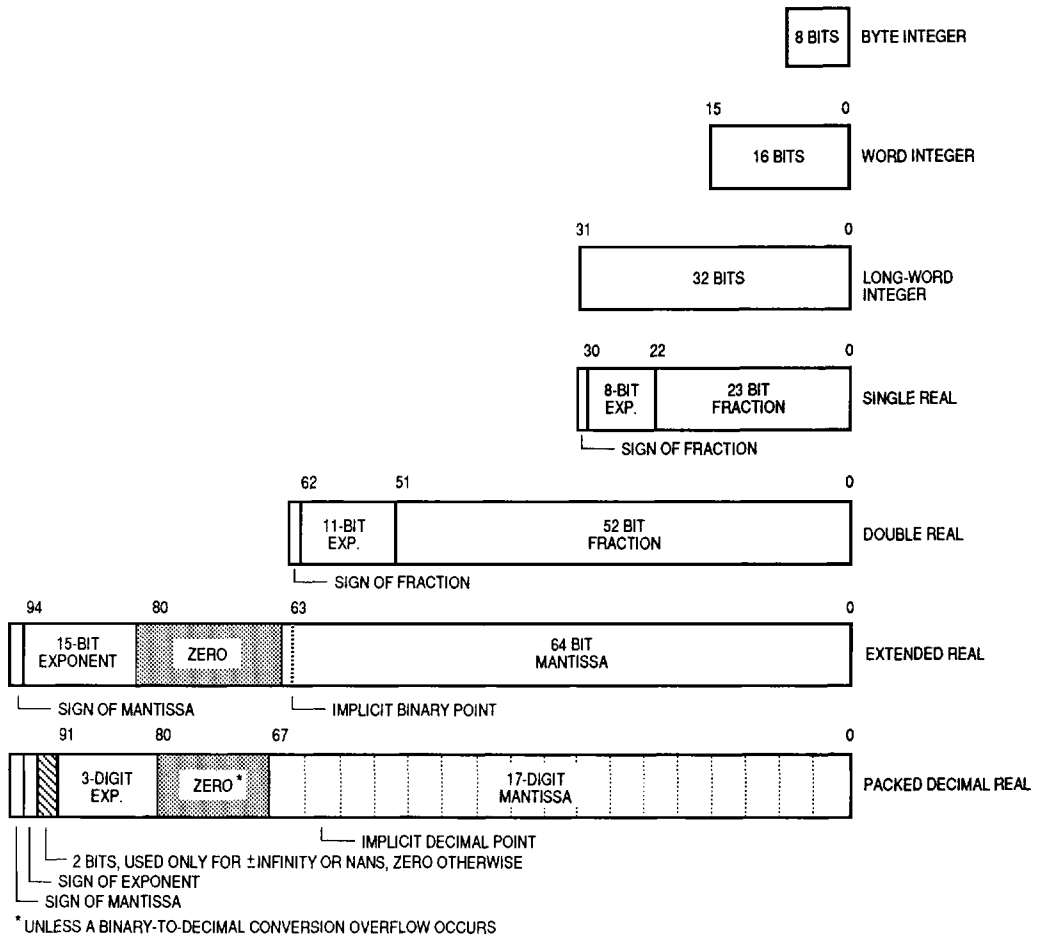 8 BITS BYTE INTEGER
15 0
16 BITS WORD INTEGER
31 0
32 BITS LONG-WORD
INTEGER
30 22 0
8-BIT
EXP. 23 BIT
FRACTION SINGLE REAL
SIGN OF FRACTION
62 51 0
11-BIT
EXP. 52 BIT
FRACTION DOUBLE REAL
SIGN OF FRACTION
94 80 63 0
15-BIT
EXPONENT ZERO 64 BIT
MANTISSA EXTENDED REAL
SIGN OF MANTISSA IMPLICIT BINARY POINT
91 80 67 0
3-DIGIT
EXP. ZERO* 17-DIGIT
MANTISSA PACKED DECIMAL REAL
IMPLICIT DECIMAL POINT
2 BITS, USED ONLY FOR ±INFINITY OR NANS, ZERO OTHERWISE
SIGN OF EXPONENT
SIGN OF MANTISSA
*UNLESS A BINARY-TO-DECIMAL CONVERSION OVERFLOW OCCURS